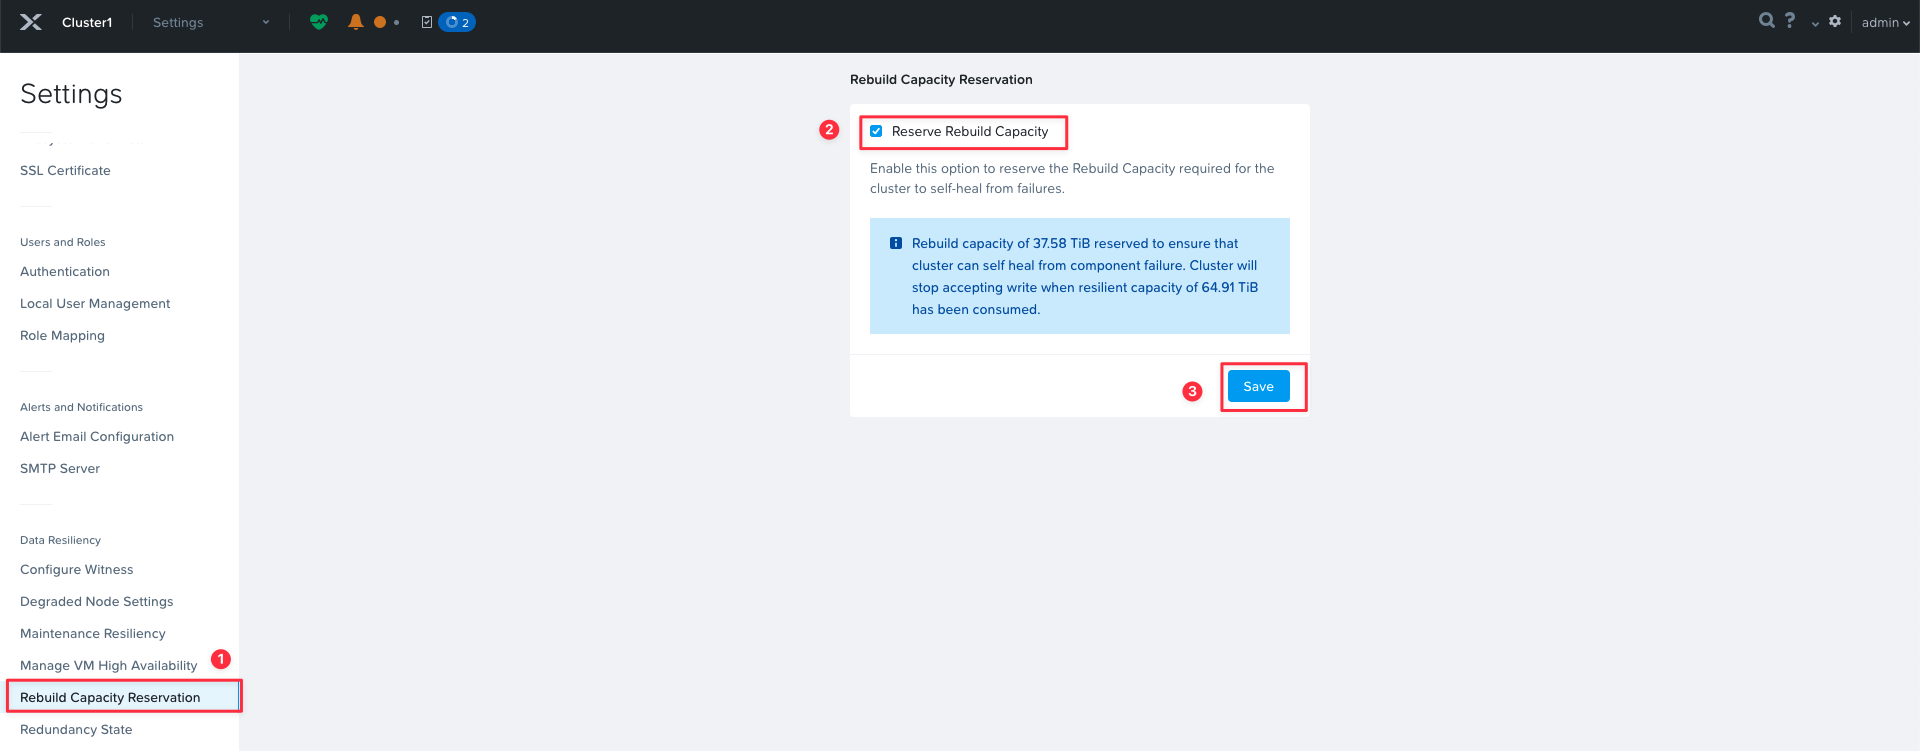 Cluster1
Settings
2
admin
Settings
SSL Certificate
Users and Roles
Authentication
Local User Management
Role Mapping
Alerts and Notifications
Alert Email Configuration
SMTP Server
Data Resiliency
Configure Witness
Degraded Node Settings
Maintenance Resiliency
Manage VM High Availability
1
Rebuild Capacity Reservation
Redundancy State
Rebuild Capacity Reservation
2
Reserve Rebuild Capacity
Enable this option to reserve the Rebuild Capacity required for the
cluster to self-heal from failures.
Rebuild capacity of 37.58 TiB reserved to ensure that
cluster can self heal from component failure. Cluster will
stop accepting write when resilient capacity of 64.91 TiB
has been consumed.
3
Save